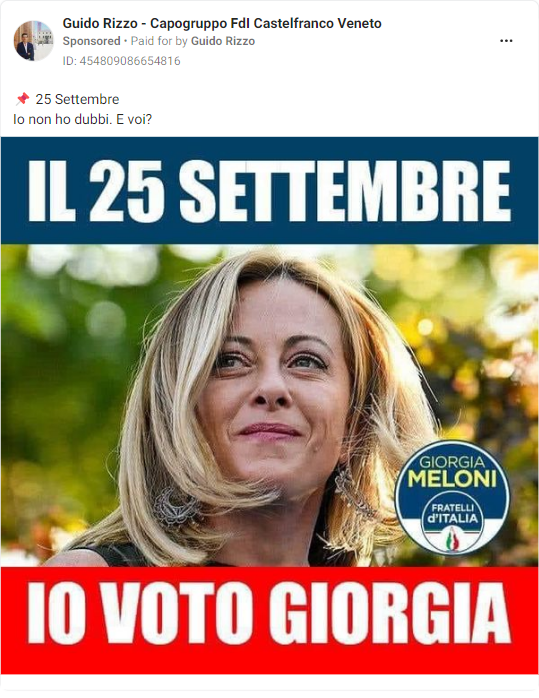 Guido Rizzo - Capogruppo FdI Castelfranco Veneto
Sponsored • Paid for by Guido Rizzo
ID: 454809086654816
📌 25 Settembre
Io non ho dubbi. E voi?
IL 25 SETTEMBRE
GIORGIA
MELONI
FRATELLI
d'ITALIA
IO VOTO GIORGIA